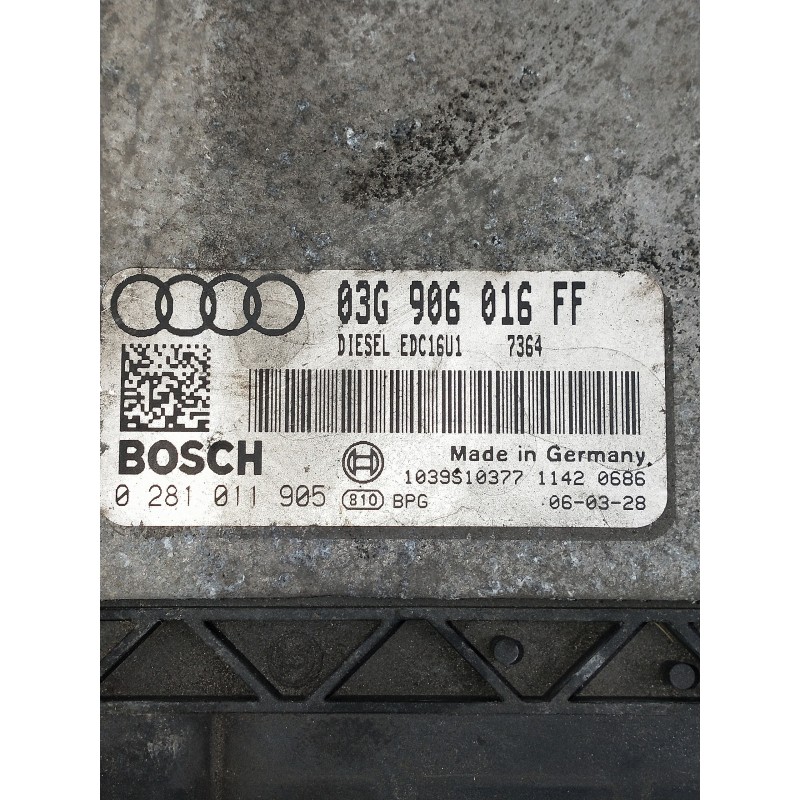 03G 906 016 FF
DIESEL EDC16U1 7364
BOSCH
Made in Germany.
1039S10377 1142 0686
0 281 011 905
810 BPG
06-03-28